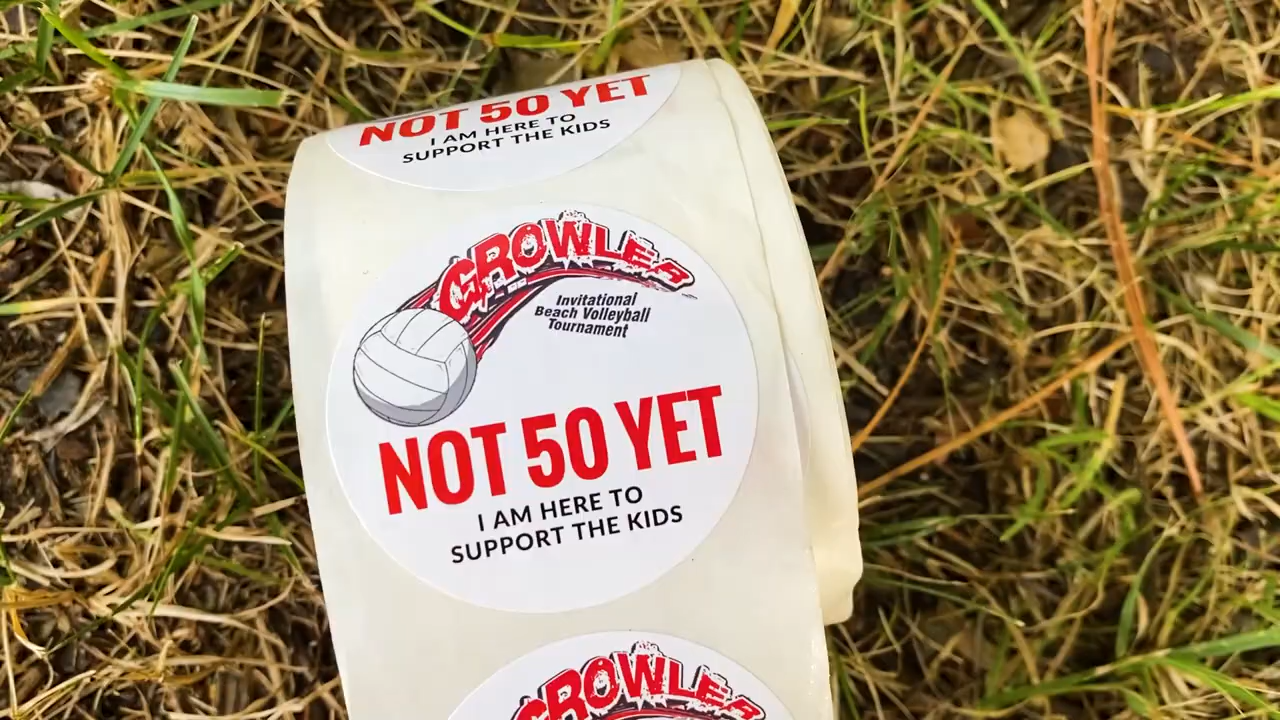 NOT 50 YET
I AM HERE TO
SUPPORT THE KIDS
GROWLER
Invitational
Beach Volleyball
Tournament
NOT 50 YET
I AM HERE TO
SUPPORT THE KIDS
GROWLER